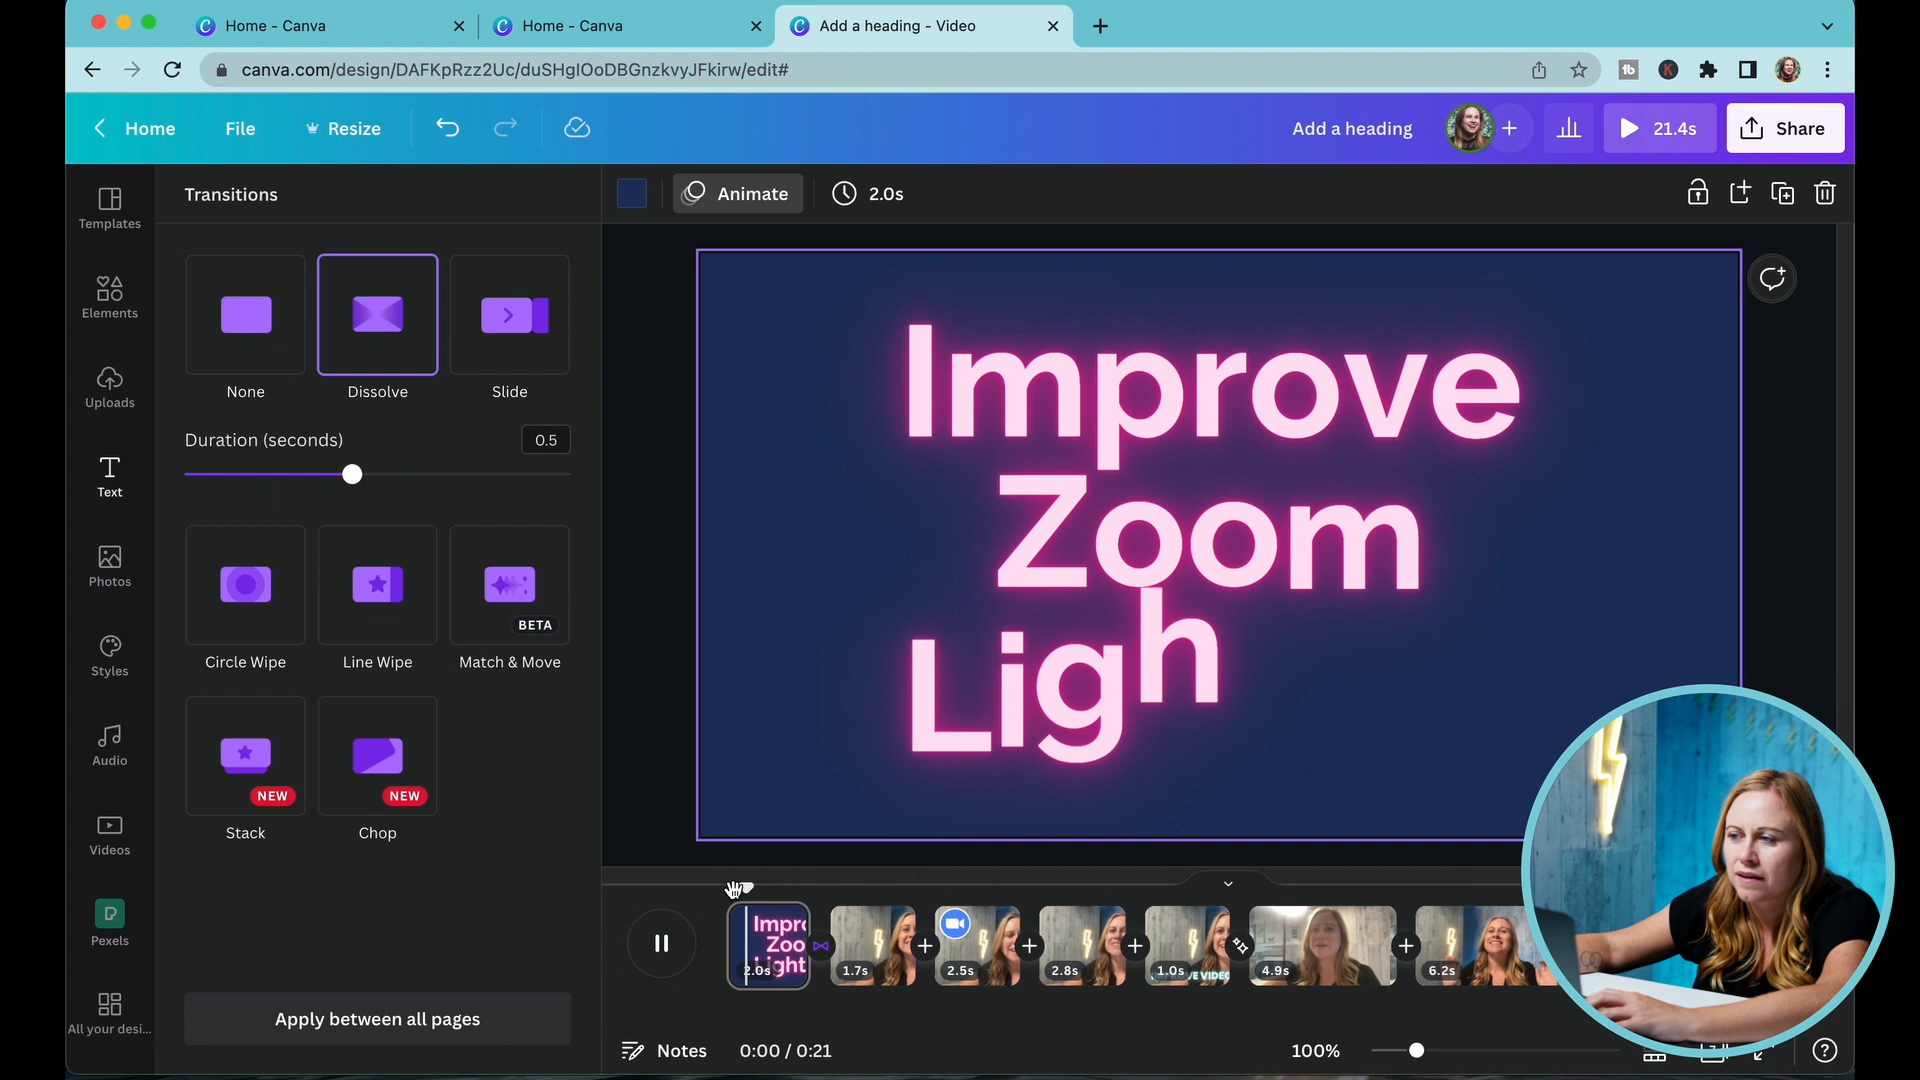 Home - Canva
Home - Canva
Add a heading - Video
canva.com/design/DAFKpRzz2Uc/duSHglOoDBGnzkvyJFkirw/edit#
Home
File
Resize
Add a heading
21.4s
Share
Templates
Elements
Uploads
Text
Photos
Styles
Audio
Videos
Pexels
All your desi...
Transitions
None
Dissolve
Slide
Duration (seconds)
0.5
BETA
Circle Wipe
Line Wipe
Match & Move
NEW
NEW
Stack
Chop
Apply between all pages
Animate
2.0s
Improve
Zoom
Ligh
Impro
Zoo
Light
2.0s
1.7s
2.5s
2.8s
1.0s
4.9s
6.2s
Notes
0:00 / 0:21
100%